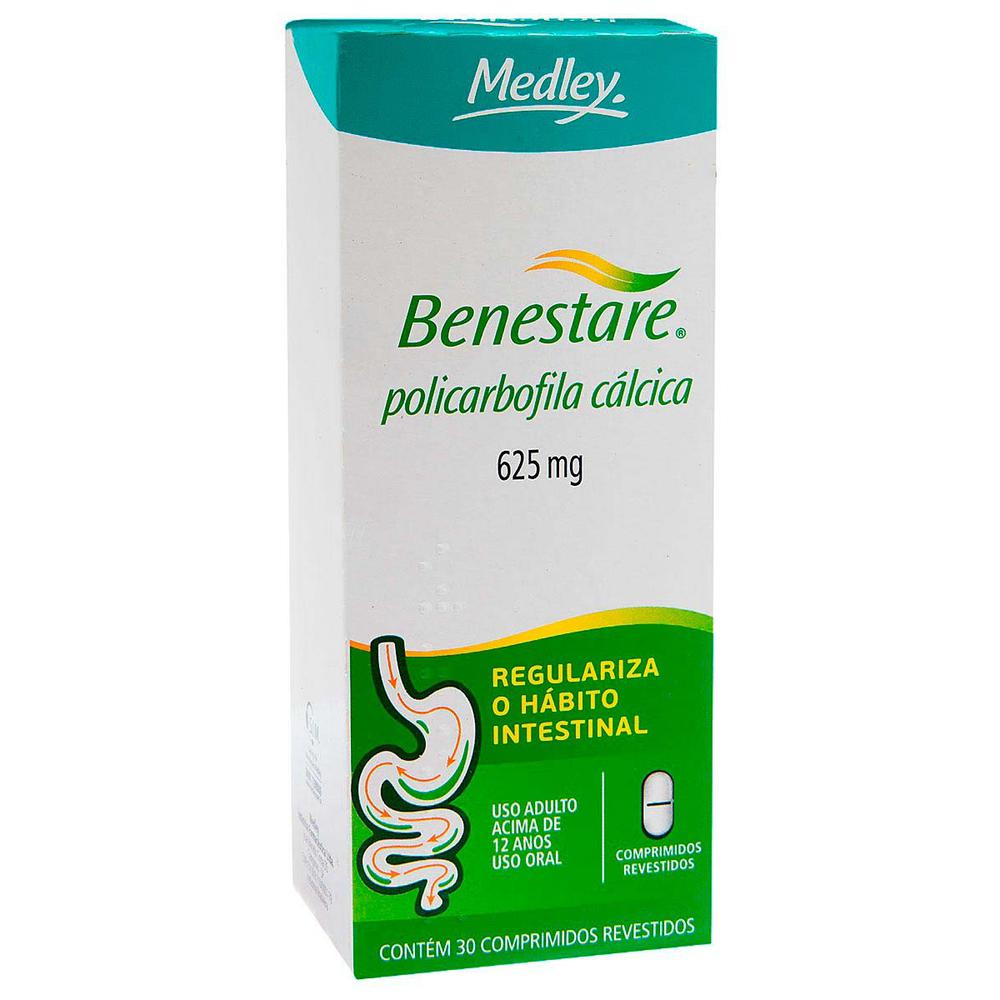 Medley.
Benestare®
policarbofila cálcica
625 mg
REGULARIZA
O HÁBITO
INTESTINAL
USO ADULTO
ACIMA DE
12 ANOS
USO ORAL
COMPRIMIDOS
REVESTIDOS
CONTÉM 30 COMPRIMIDOS REVESTIDOS